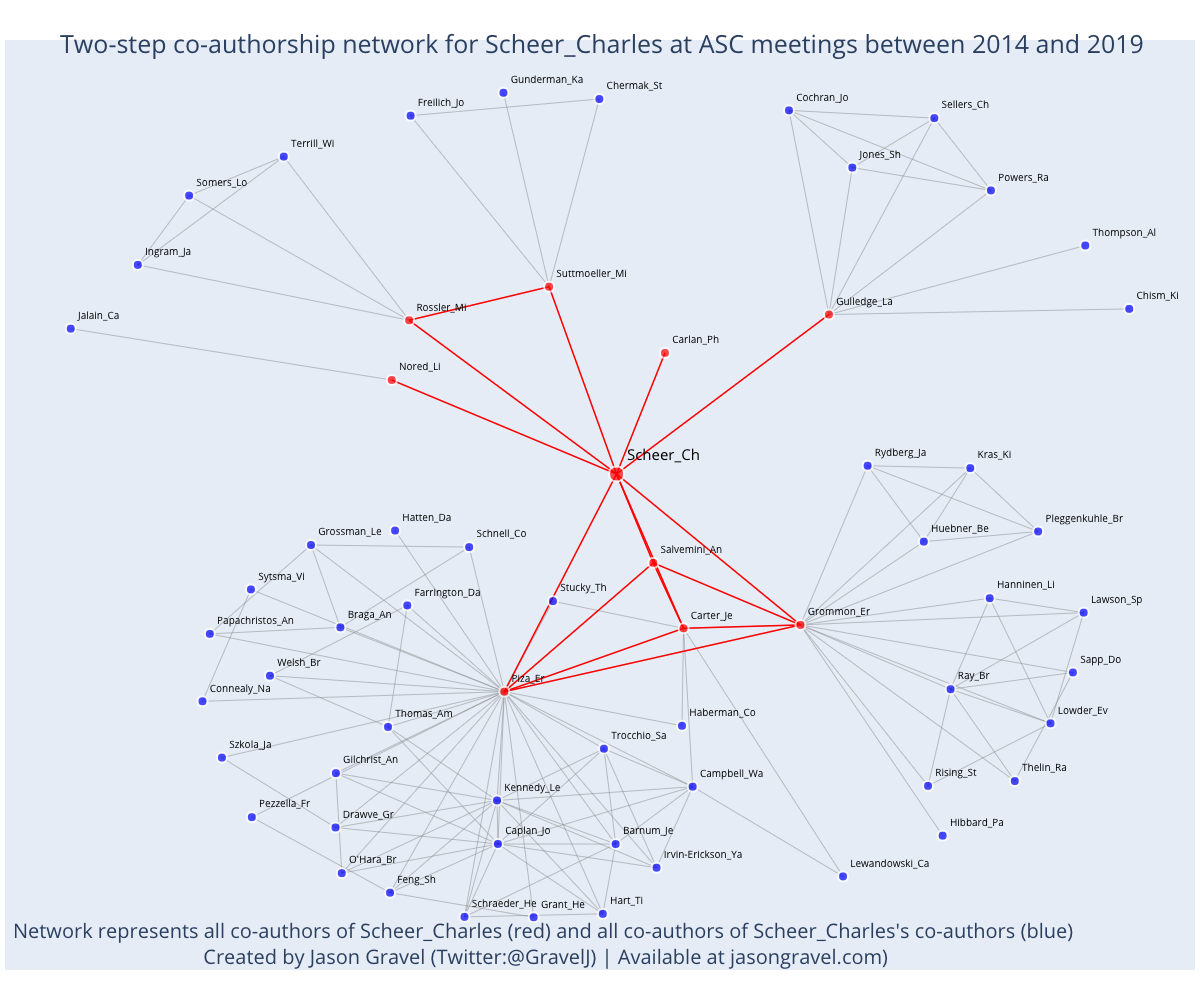 Two-step co-authorship network for Scheer_Charles at ASC meetings between 2014 and 2019
Gunderman_Ka
Chermak_St
Freilich_Jo
Cochran_Jo
Sellers_Ch
Terrill_Wi
Jones_Sh
Somers_Lo
Powers_Ra
Thompson_Al
Ingram_Ja
Suttmoeller_Mi
Chism_Ki
Gulledge_La
Rossler_Mi
Jalain_Ca
Carlan_Ph
Nored_Li
Scheer_Ch
Rydberg_Ja
Kras_Ki
Hatten_Da
Pleggenkuhle_Br
Grossman_Le
Schnell_Co
Huebner_Be
Salvemini_An
Sytsma_Vi
Stucky_Th
Hanninen_Li
Farrington_Da
Lawson_Sp
Braga_An
Carter_Je
Grommon_Er
Papachristos_An
Welsh_Br
Sapp_Do
Piza_Er
Ray_Br
Connealy_Na
Thomas_Am
Haberman_Co
Lowder_Ev
Trocchio_Sa
Szkola_Ja
Gilchrist_An
Thelin_Ra
Campbell_Wa
Rising_St
Kennedy_Le
Pezzella_Fr
Drawve_Gr
Hibbard_Pa
Caplan_Jo
Barnum_Je
Irvin-Erickson_Ya
O'Hara_Br
Lewandowski_Ca
Feng_Sh
Hart_Ti
Schraeder_He
Grant_He
Network represents all co-authors of Scheer_Charles (red) and all co-authors of Scheer_Charles's co-authors (blue)
Created by Jason Gravel (Twitter:@GravelJ) | Available at jasongravel.com)